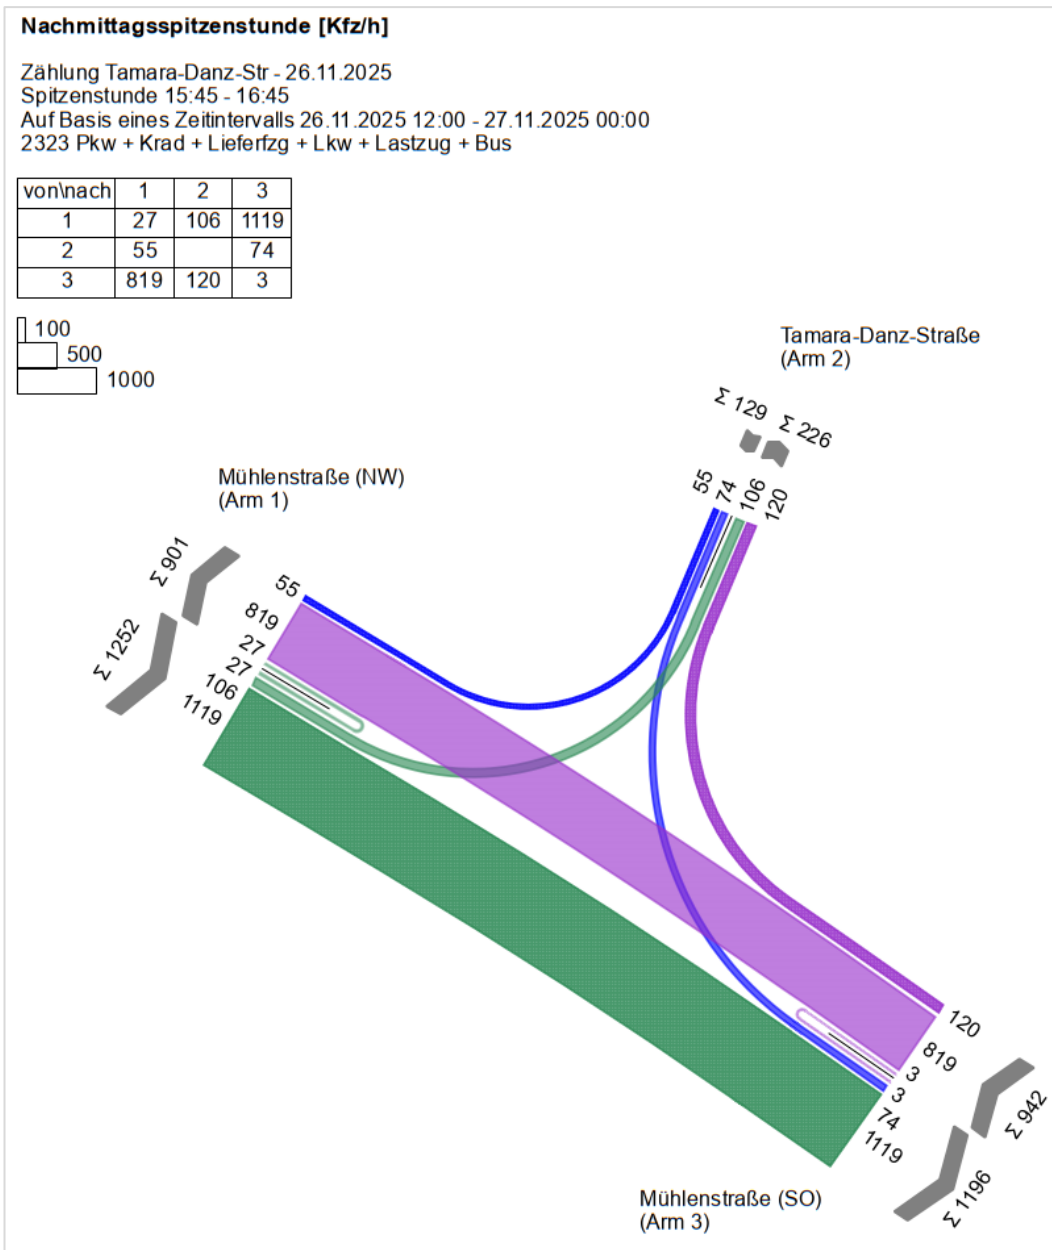 Nachmittagsspitzenstunde [Kfz/h]
Zählung Tamara-Danz-Str - 26.11.2025
Spitzenstunde 15:45 - 16:45
Auf Basis eines Zeitintervalls 26.11.2025 12:00 - 27.11.2025 00:00
2323 Pkw + Krad + Lieferfzg + Lkw + Lastzug + Bus
von\nach 1 2 3
1 27 106 1119
2 55 74
3 819 120 3
100
500
1000
Tamara-Danz-Straße
(Arm 2)
Σ 129
Σ 226
55
74
106
120
Mühlenstraße (NW)
(Arm 1)
Σ 901
Σ 1252
55
819
27
27
106
1119
120
819
3
3
74
1119
Σ 942
Σ 1196
Mühlenstraße (SO)
(Arm 3)